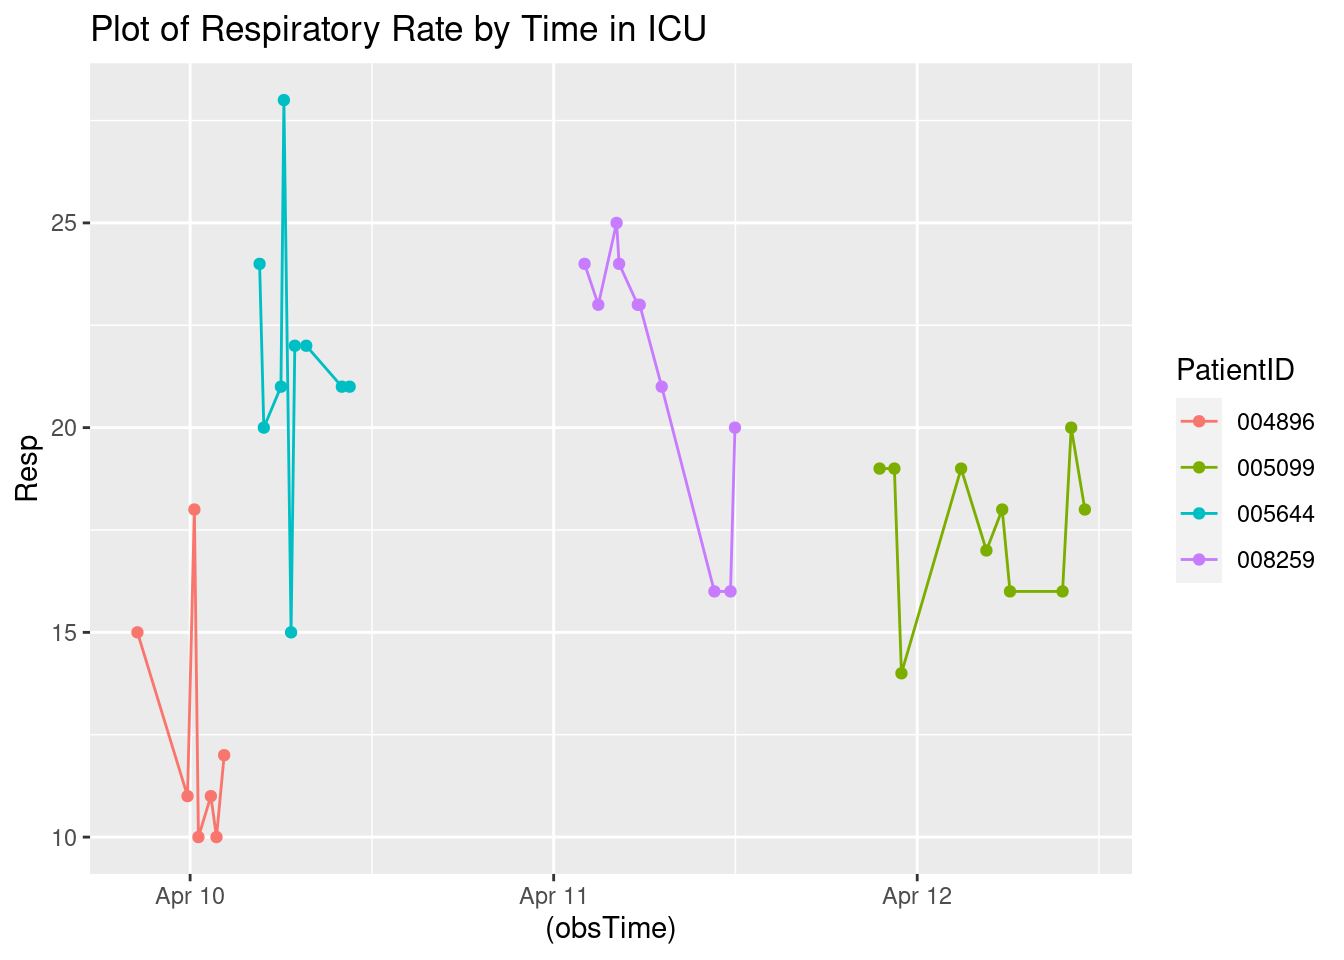 Plot of Respiratory Rate by Time in ICU
Resp
25
20
15
10
Apr 10
Apr 11
Apr 12
(obsTime)
PatientID
004896
005099
005644
008259